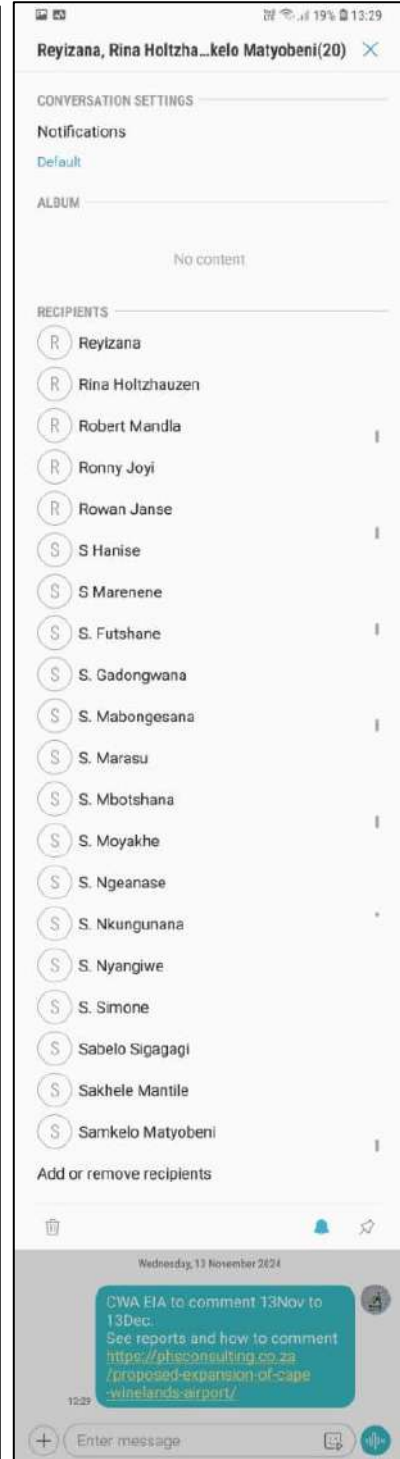 19% 13:29
Reyizana, Rina Holtzha...kelo Matyobeni(20)
CONVERSATION SETTINGS
Notifications
Default
ALBUM
No content
RECIPIENTS
R Reyizana
R Rina Holtzhauzen
R Robert Mandla
R Ronny Joyi
R Rowan Janse
S S Hanise
S S Marenene
S S. Futshane
S S. Gadongwana
S S. Mabongesana
S S. Marasu
S S. Mbotshana
S S. Moyakhe
S S. Ngeanase
S S. Nkungunana
S S. Nyangiwe
S S. Simone
S Sabelo Sigagagi
S Sakhele Mantile
S Samkelo Matyobeni
Add or remove recipients
Wednesday, 13 November 2024
CWA EIA to comment 13Nov to
13Dec.
See reports and how to comment
https://phsconsulting.co.za
/proposed-expansion-of-cape
-winelands-airport/
12:29
Enter message